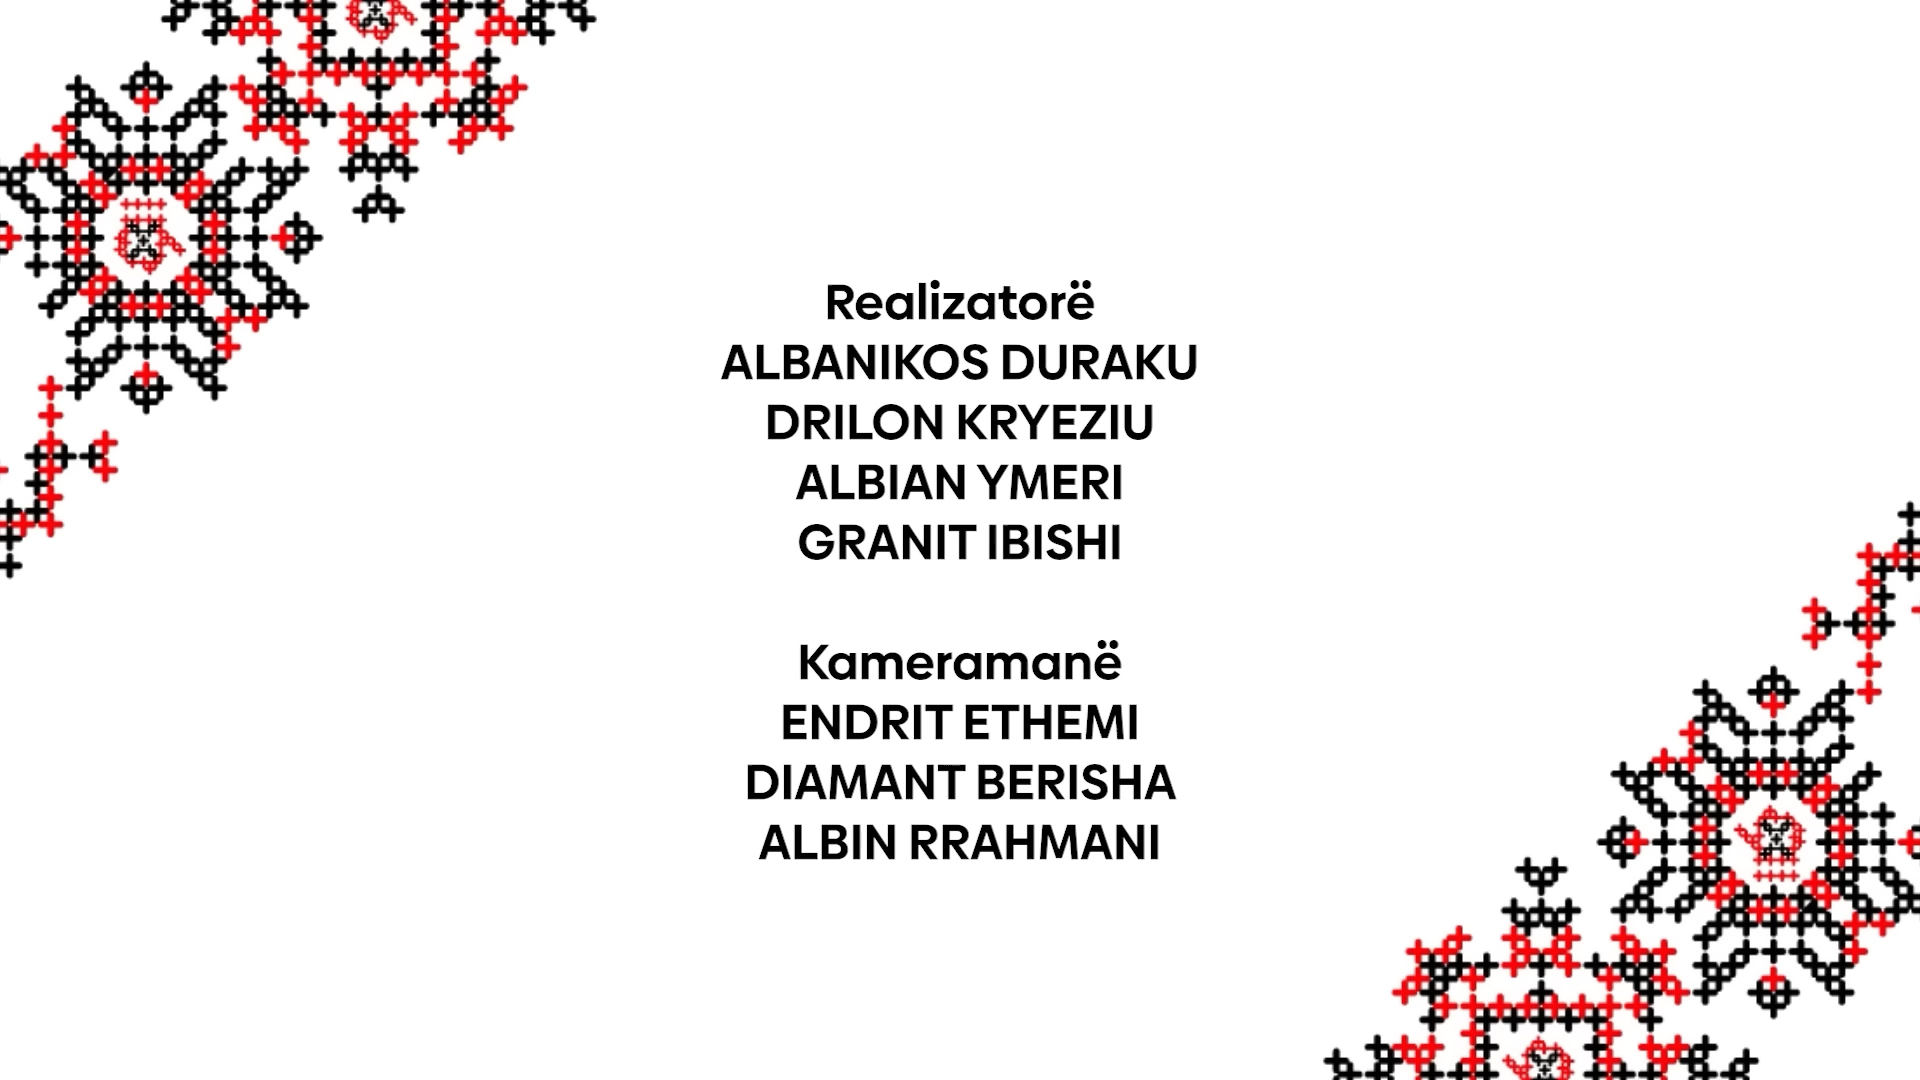 Realizatorë
ALBANIKOS DURAKU
DRILON KRYEZIU
ALBIAN YMERI
GRANIT IBISHI
Kameramanë
ENDRIT ETHEMI
DIAMANT BERISHA
ALBIN RRAHMANI